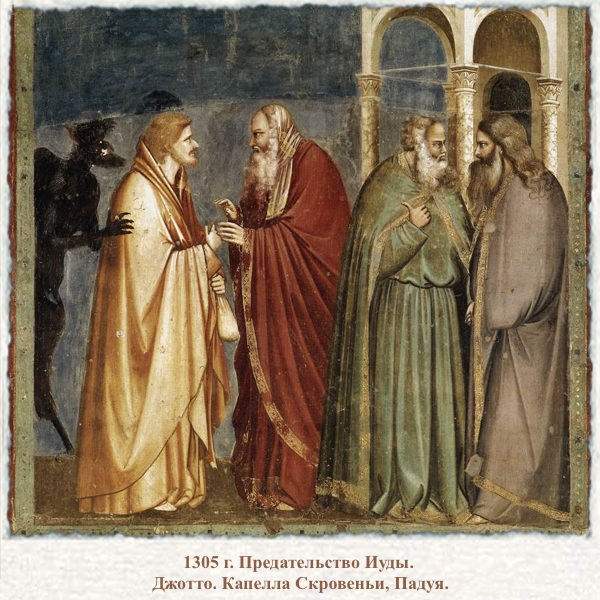 1305 г. Предательство Иуды.
Джотто. Капелла Скровеньи, Падуя.